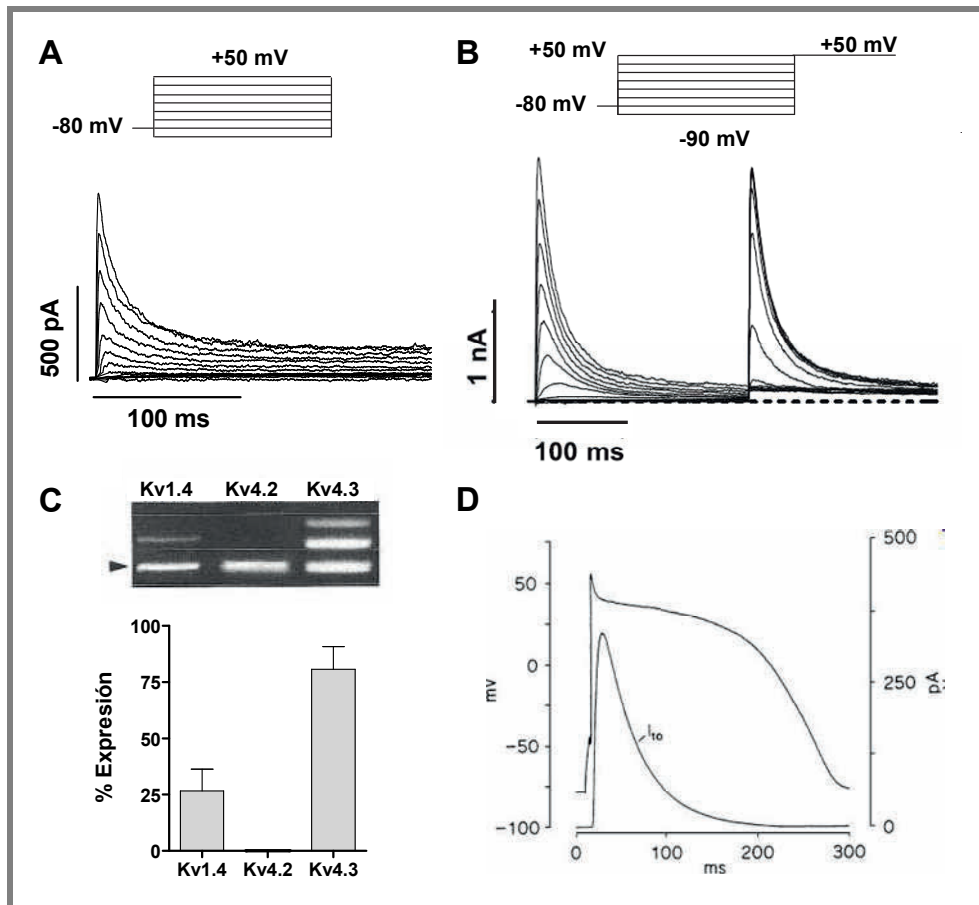 A
+50 mV
-80 mV
500 pA
100 ms
B
+50 mV
+50 mV
-80 mV
-90 mV
1 nA
100 ms
C
Kv1.4 Kv4.2 Kv4.3
% Expresión
100
75
50
25
0
Kv1.4 Kv4.2 Kv4.3
D
mv
50
0
−50
−100
Ito
500
250
0
pA
0 100 200 300
ms